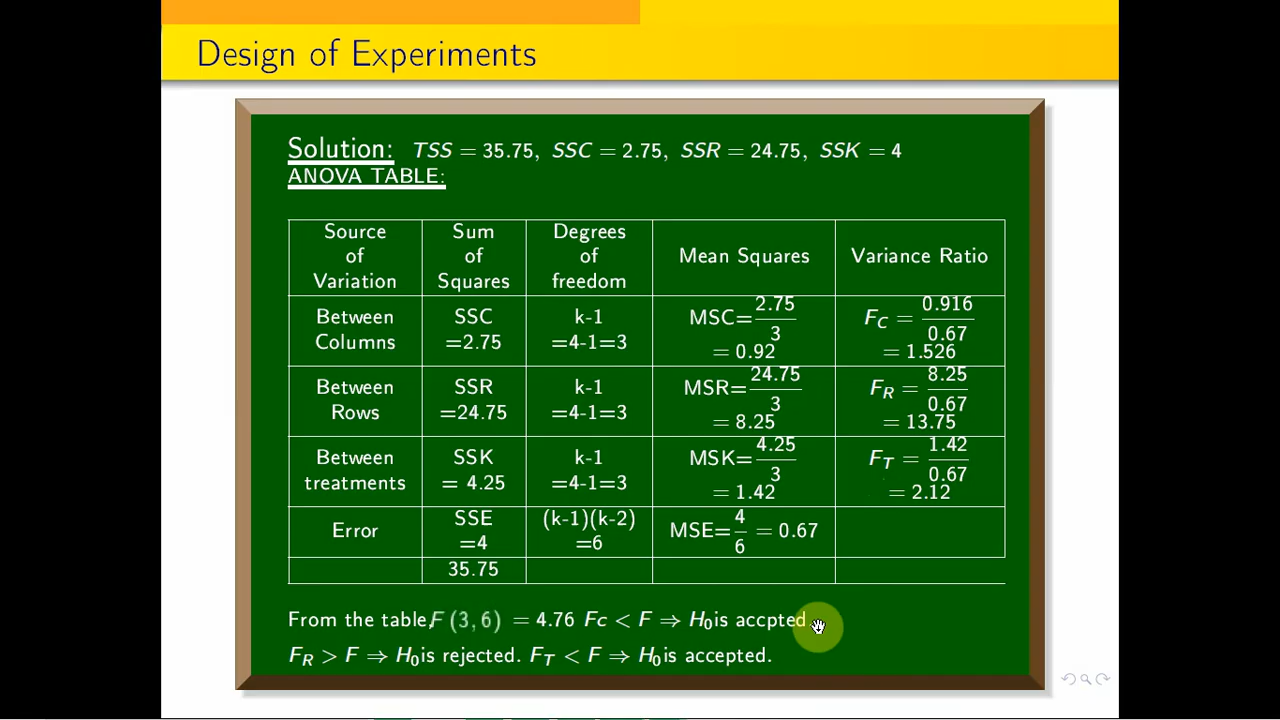 Design of Experiments
Solution: TSS = 35.75, SSC = 2.75, SSR = 24.75, SSK = 4
ANOVA TABLE:
Source of Variation Sum of Squares Degrees of freedom Mean Squares Variance Ratio
Between Columns SSC =2.75 k-1 =4-1=3 MSC=2.75/3 = 0.92 F_C = 0.916/0.67 = 1.526
Between Rows SSR =24.75 k-1 =4-1=3 MSR=24.75/3 = 8.25 F_R = 8.25/0.67 = 13.75
Between treatments SSK = 4.25 k-1 =4-1=3 MSK=4.25/3 = 1.42 F_T = 1.42/0.67 = 2.12
Error SSE =4 (k-1)(k-2) =6 MSE=4/6 = 0.67
35.75
From the table, F(3, 6) = 4.76 Fc < F ⇒ H₀is accpted.
F_R > F ⇒ H₀is rejected. F_T < F ⇒ H₀is accepted.